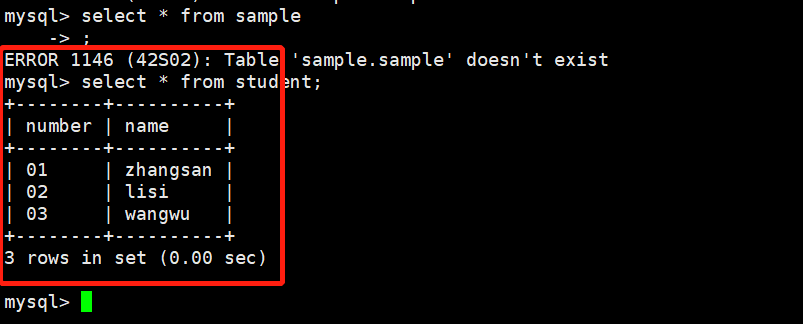 mysql> select * from sample
    -> ;
ERROR 1146 (42S02): Table 'sample.sample' doesn't exist
mysql> select * from student;
+--------+----------+
| number | name     |
+--------+----------+
| 01     | zhangsan |
| 02     | lisi     |
| 03     | wangwu   |
+--------+----------+
3 rows in set (0.00 sec)
mysql>